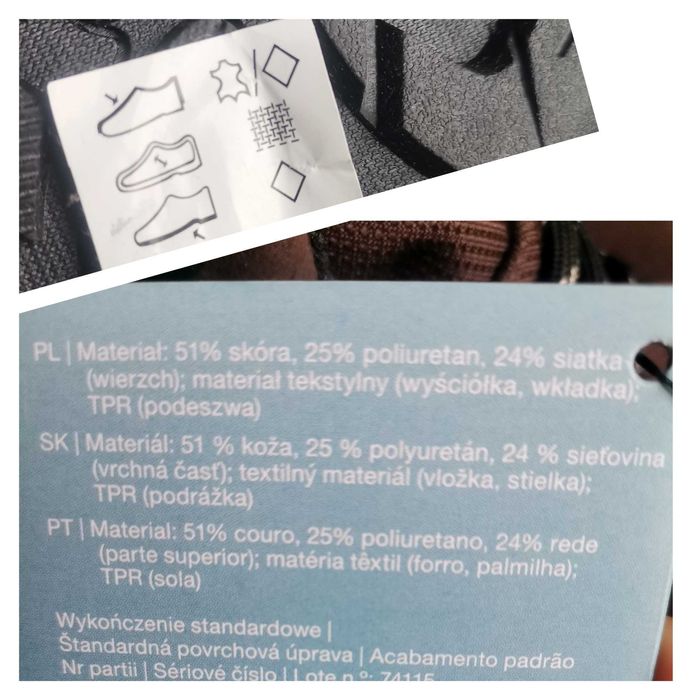 PL | Materiał: 51% skóra, 25% poliuretan, 24% siatka
(wierzch); materiał tekstylny (wyściółka, wkładka);
TPR (podeszwa)
SK | Materiál: 51 % koža, 25 % polyuretán, 24 % sieťovina
(vrchná časť); textilný materiál (vložka, stielka);
TPR (podrážka)
PT | Material: 51% couro, 25% poliuretano, 24% rede
(parte superior); matéria têxtil (forro, palmilha);
TPR (sola)
Wykończenie standardowe |
Štandardná povrchová úprava | Acabamento padrão
Nr partii | Sériové číslo | Lote n.º: 74115